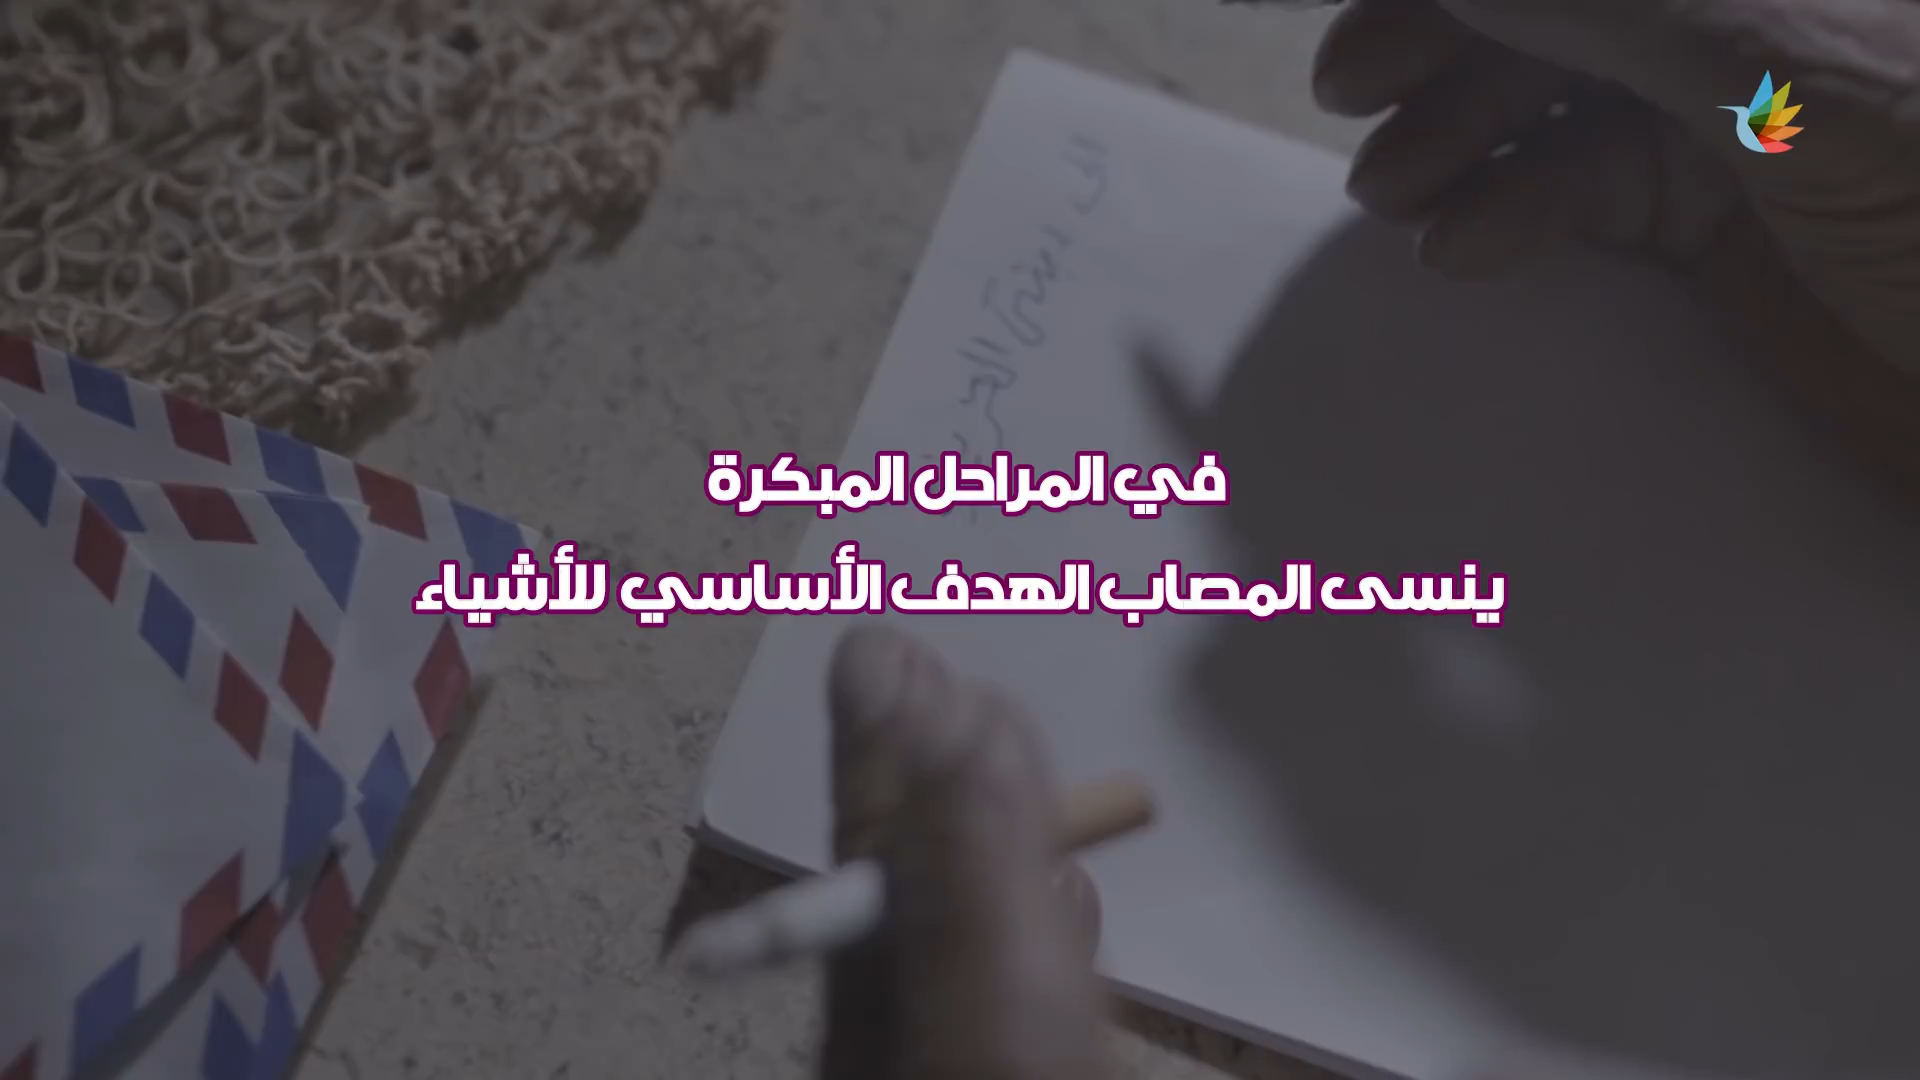 في المراحل المبكرة
ينسى المصاب الهدف الأساسي للأشياء